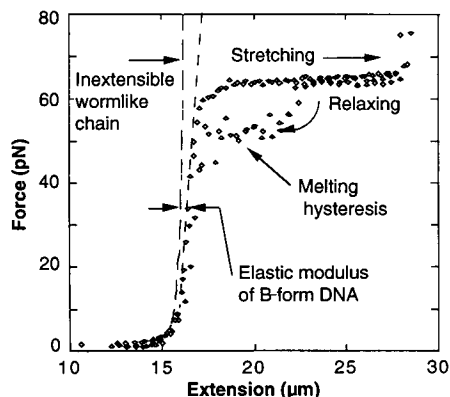 80
60
40
20
0
Force (pN)
Inextensible
wormlike
chain
Stretching
Relaxing
Melting
hysteresis
Elastic modulus
of B-form DNA
10 15 20 25 30
Extension (µm)